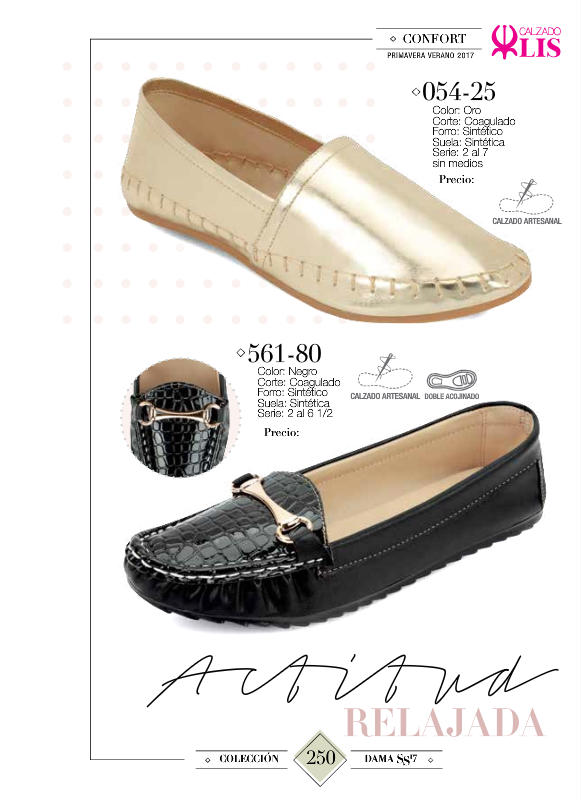 CONFORT
PRIMAVERA VERANO 2017
CALZADO
LIS
054-25
Color: Oro
Corte: Coagulado
Forro: Sintético
Suela: Sintética
Serie: 2 al 7
sin medios
Precio:
CALZADO ARTESANAL
561-80
Color: Negro
Corte: Coagulado
Forro: Sintético
Suela: Sintética
Serie: 2 al 6 1/2
Precio:
CALZADO ARTESANAL
DOBLE ACOJINADO
Actitud
RELAJADA
COLECCIÓN
250
DAMA SS'7